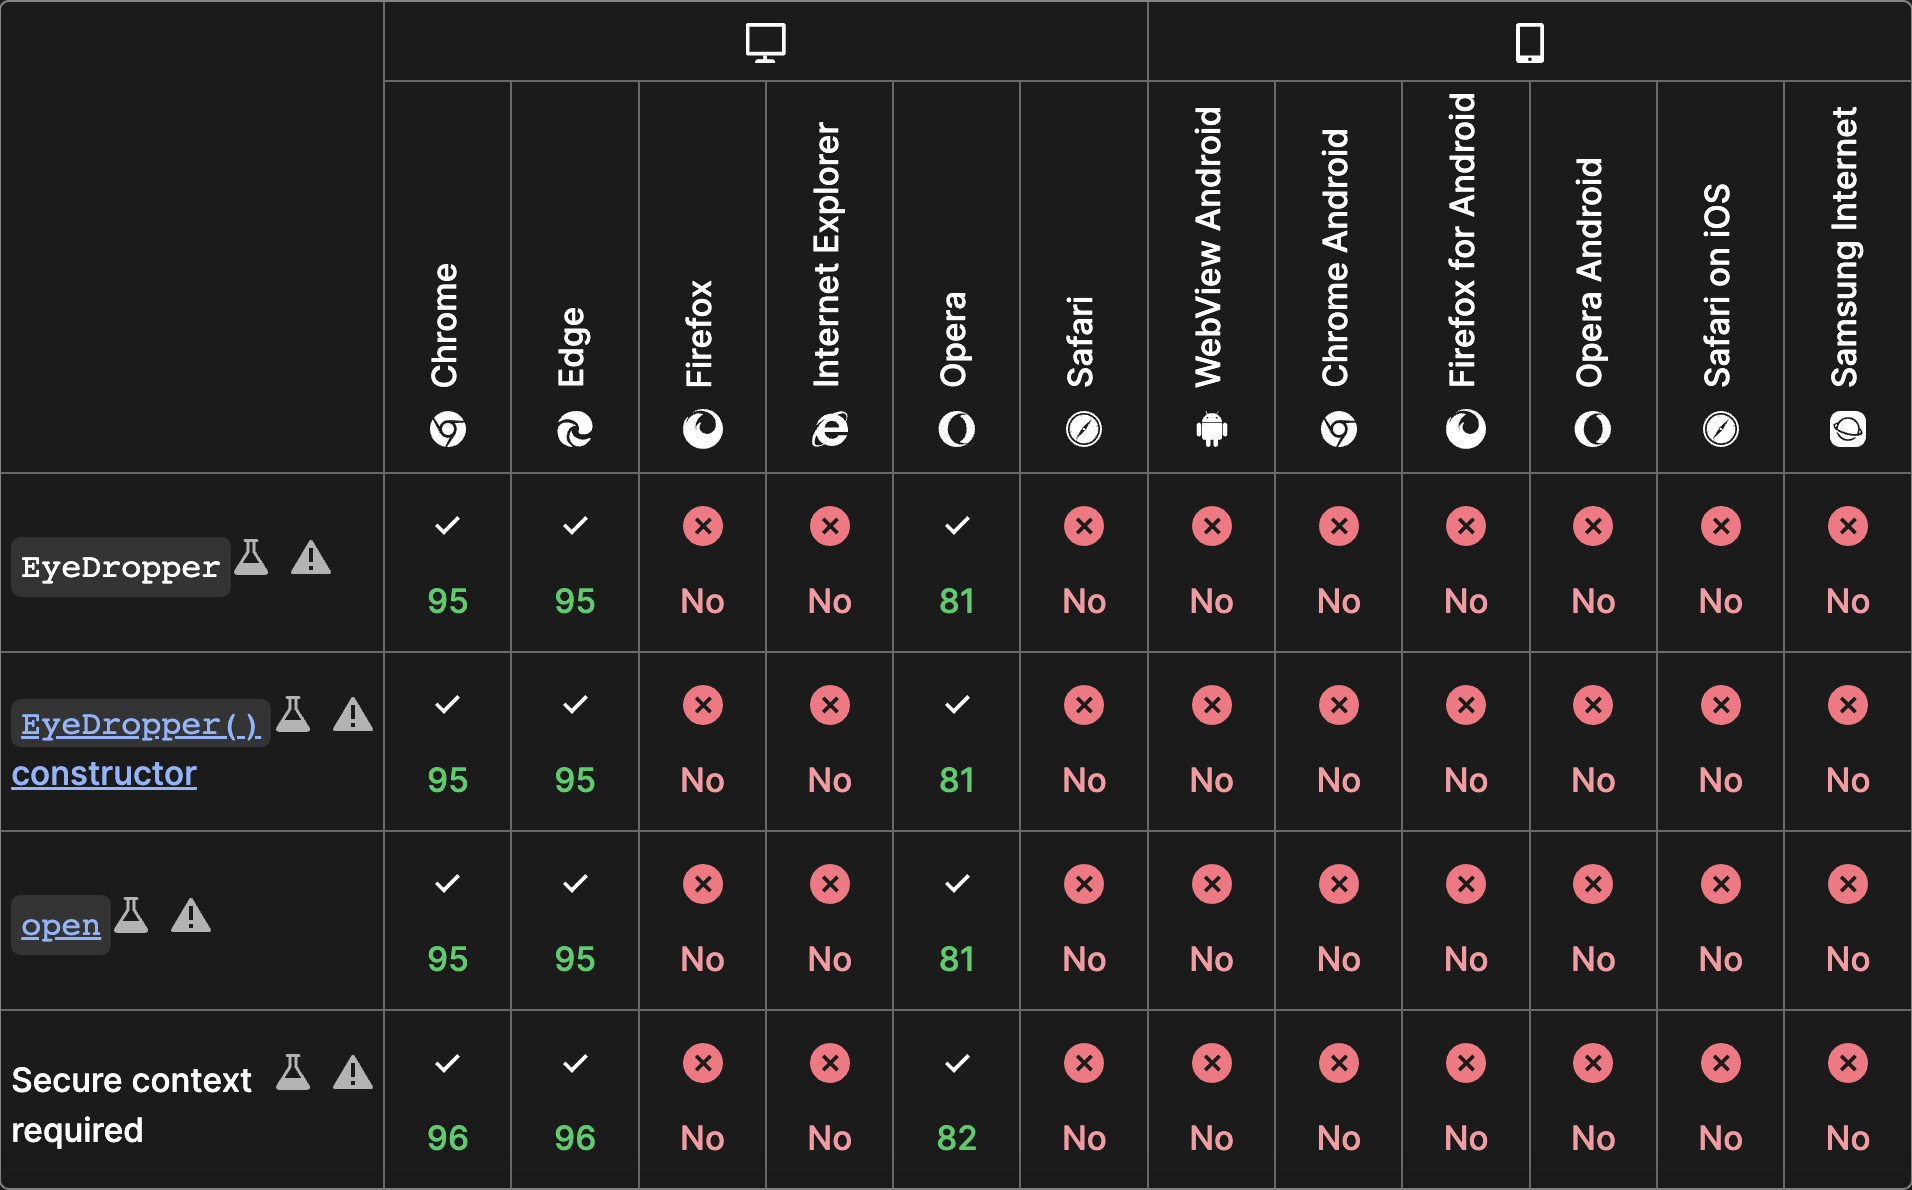 Chrome
Edge
Firefox
Internet Explorer
Opera
Safari
WebView Android
Chrome Android
Firefox for Android
Opera Android
Safari on iOS
Samsung Internet
EyeDropper
95 95 No No 81 No No No No No No No
EyeDropper()
constructor
95 95 No No 81 No No No No No No No
open
95 95 No No 81 No No No No No No No
Secure context
required
96 96 No No 82 No No No No No No No